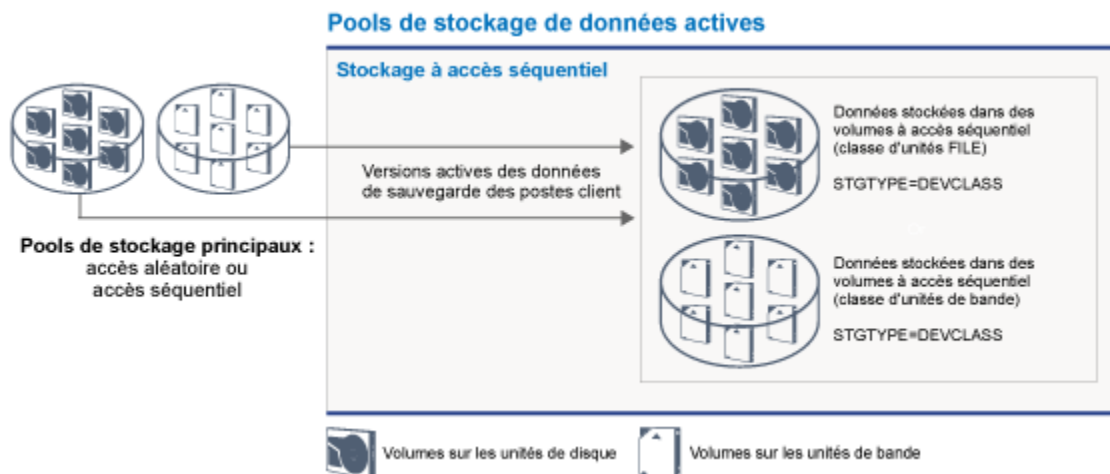 Pools de stockage de données actives
Stockage à accès séquentiel
Données stockées dans des
volumes à accès séquentiel
(classe d'unités FILE)
STGTYPE=DEVCLASS
Versions actives des données
de sauvegarde des postes client
Pools de stockage principaux :
accès aléatoire ou
accès séquentiel
Données stockées dans des
volumes à accès séquentiel
(classe d'unités de bande)
STGTYPE=DEVCLASS
Volumes sur les unités de disque
Volumes sur les unités de bande